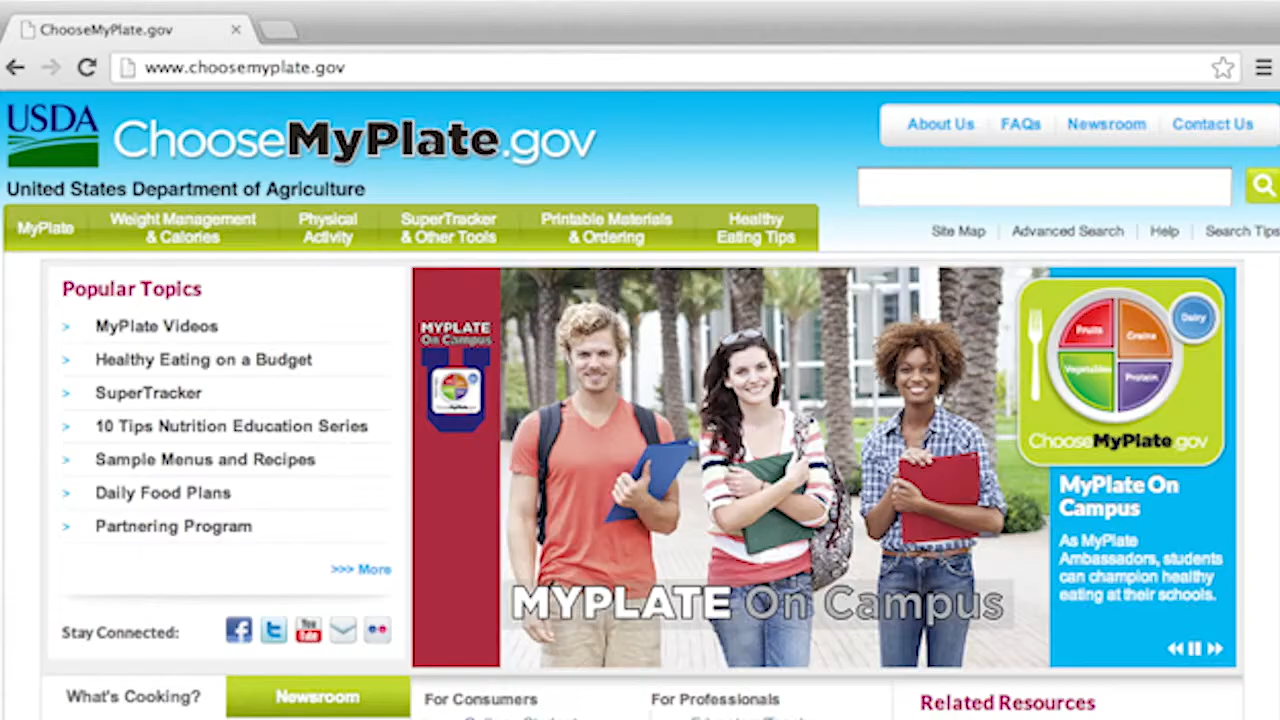 ChooseMyPlate.gov
www.choosemyplate.gov
USDA
ChooseMyPlate.gov
About Us
FAQs
Newsroom
Contact Us
United States Department of Agriculture
MyPlate
Weight Management
& Calories
Physical
Activity
SuperTracker
& Other Tools
Printable Materials
& Ordering
Healthy
Eating Tips
Site Map
Advanced Search
Help
Search Tips
Popular Topics
MyPlate Videos
Healthy Eating on a Budget
SuperTracker
10 Tips Nutrition Education Series
Sample Menus and Recipes
Daily Food Plans
Partnering Program
>>> More
Stay Connected:
You
Tube
MYPLATE
On Campus
ChooseMyPlate.gov
MYPLATE On Campus
Fruits
Grains
Dairy
Vegetables
Protein
ChooseMyPlate.gov
MyPlate On
Campus
As MyPlate
Ambassadors, students
can champion healthy
eating at their schools.
What's Cooking?
Newsroom
For Consumers
For Professionals
Related Resources